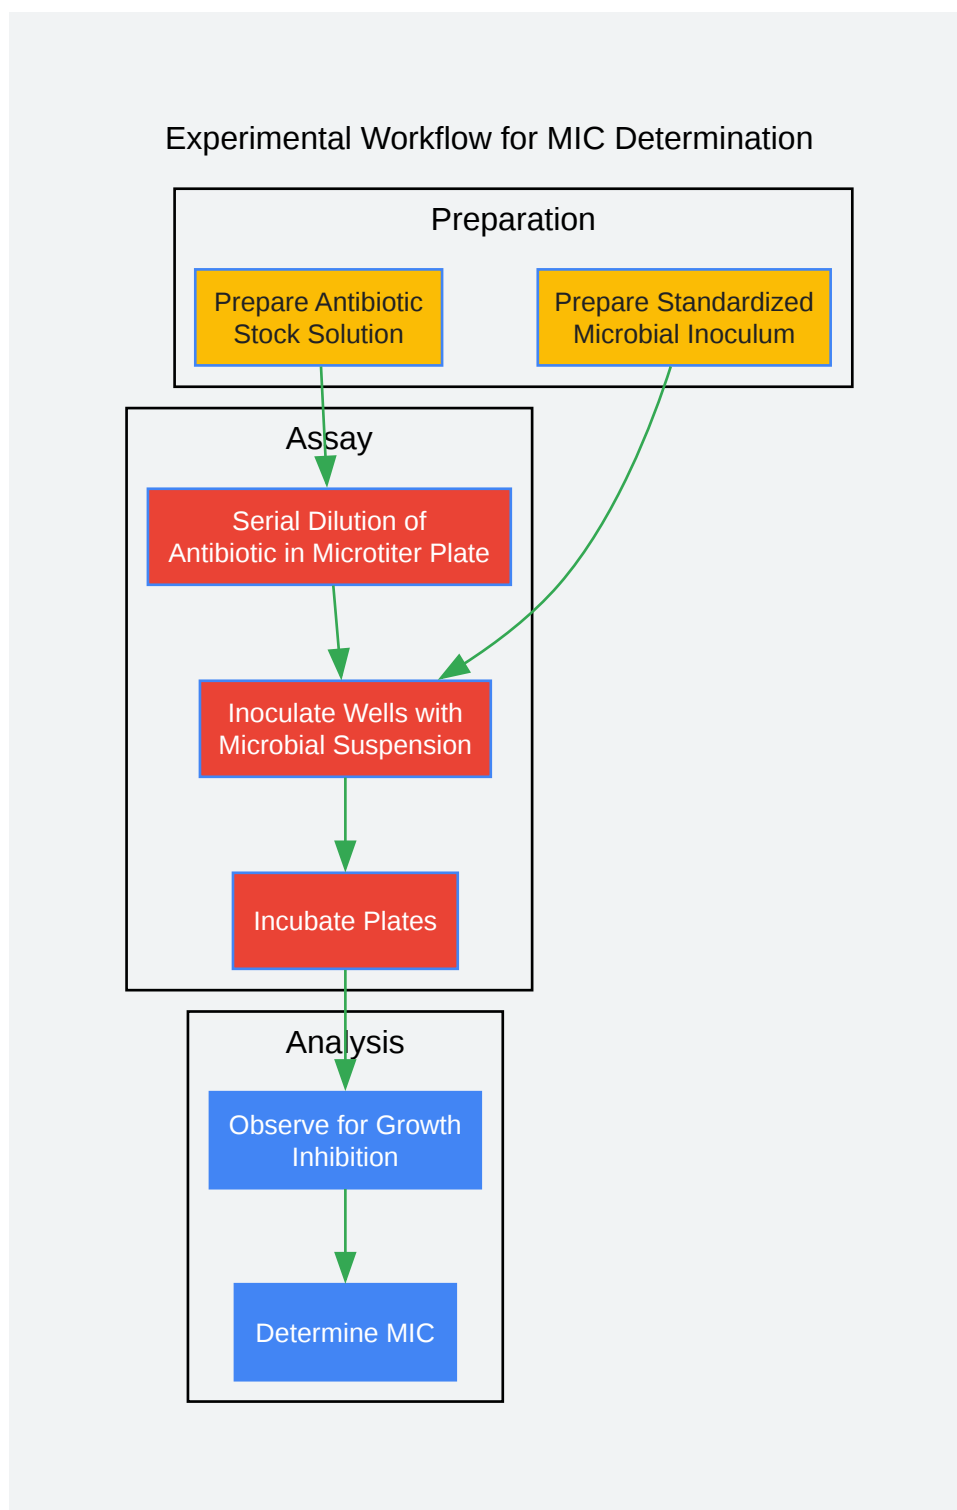 Experimental Workflow for MIC Determination
Preparation
Prepare Antibiotic
Stock Solution
Prepare Standardized
Microbial Inoculum
Assay
Serial Dilution of
Antibiotic in Microtiter Plate
Inoculate Wells with
Microbial Suspension
Incubate Plates
Analysis
Observe for Growth
Inhibition
Determine MIC